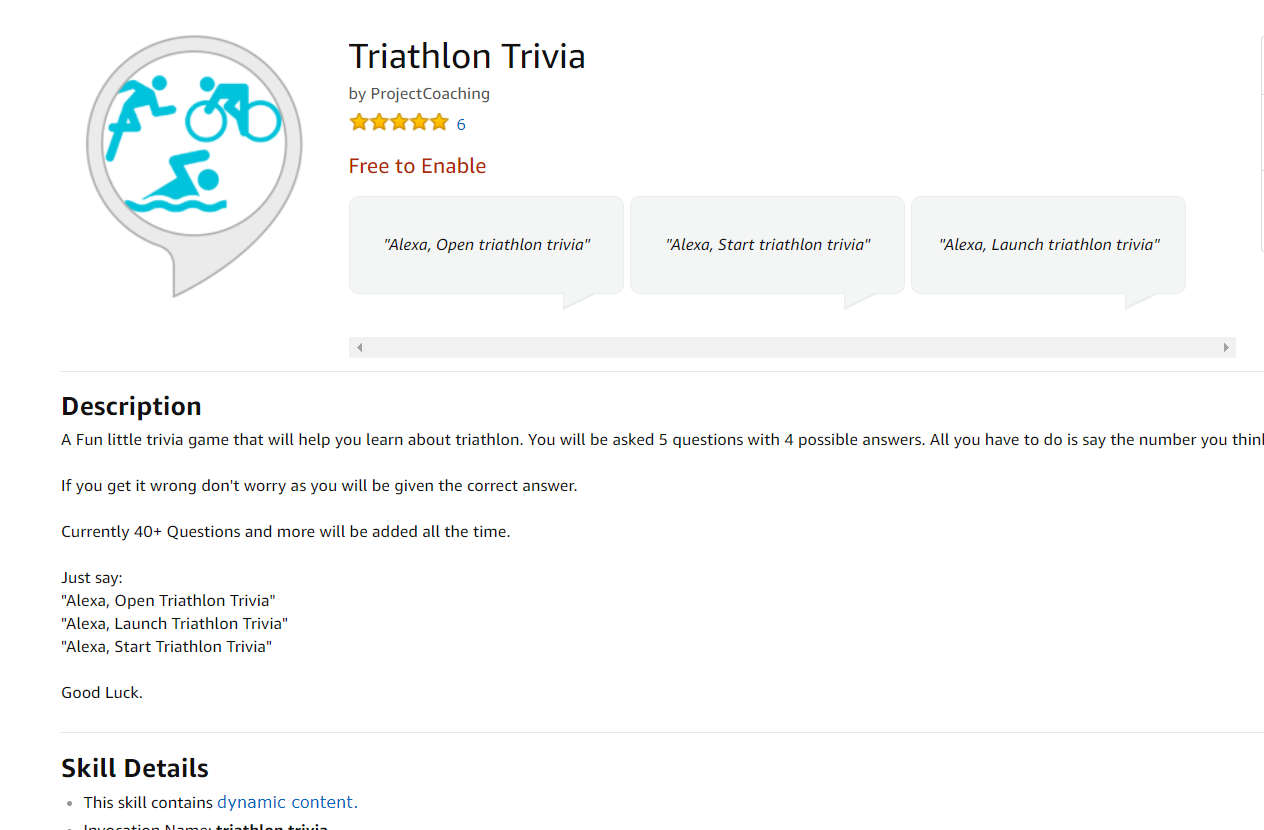 Triathlon Trivia
by ProjectCoaching
6
Free to Enable
"Alexa, Open triathlon trivia" "Alexa, Start triathlon trivia" "Alexa, Launch triathlon trivia"
Description
A Fun little trivia game that will help you learn about triathlon. You will be asked 5 questions with 4 possible answers. All you have to do is say the number you
If you get it wrong don't worry as you will be given the correct answer.
Currently 40+ Questions and more will be added all the time.
Just say:
"Alexa, Open Triathlon Trivia"
"Alexa, Launch Triathlon Trivia"
"Alexa, Start Triathlon Trivia"
Good Luck.
Skill Details
This skill contains dynamic content.
Invocation Name: triathlon trivia